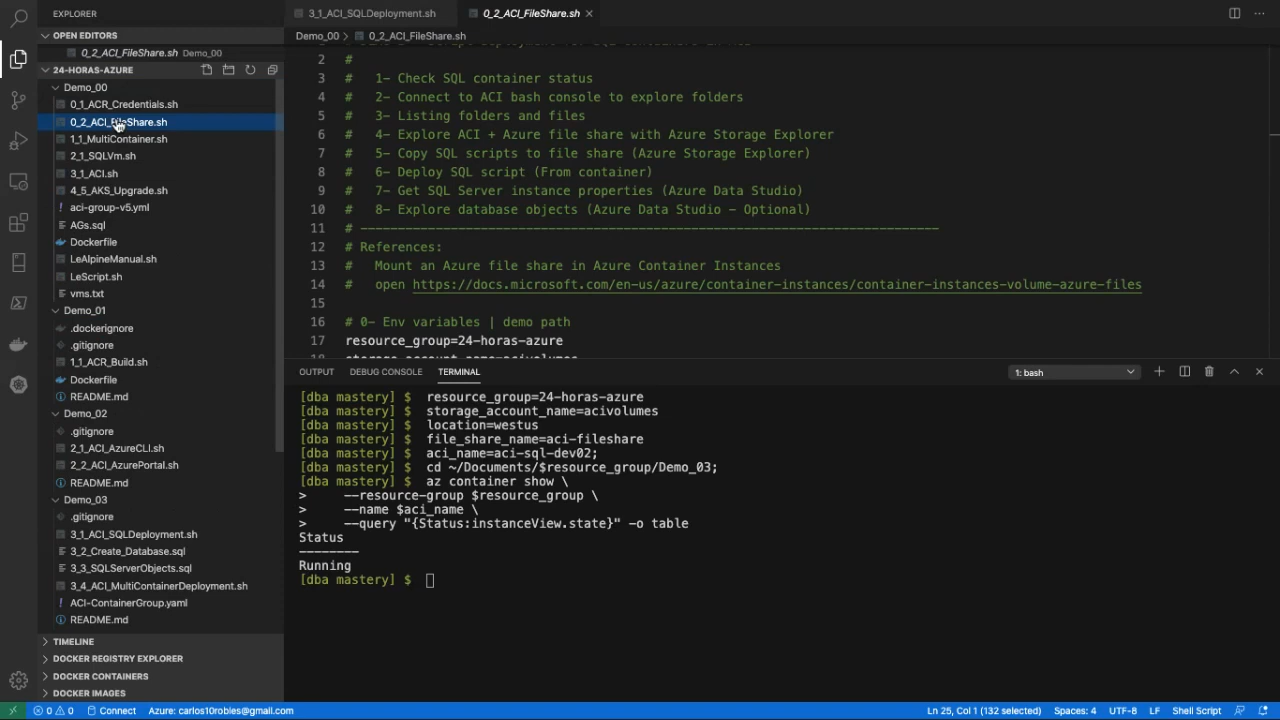 EXPLORER
OPEN EDITORS
0_2_ACI_FileShare.sh Demo_00
24-HORAS-AZURE
Demo_00
0_1_ACR_Credentials.sh
0_2_ACI_FileShare.sh
1_1_MultiContainer.sh
2_1_SQLVm.sh
3_1_ACI.sh
4_5_AKS_Upgrade.sh
! aci-group-v5.yml
AGs.sql
Dockerfile
LeAlpineManual.sh
LeScript.sh
vms.txt
Demo_01
.dockerignore
.gitignore
1_1_ACR_Build.sh
Dockerfile
README.md
Demo_02
.gitignore
2_1_ACI_AzureCLI.sh
2_2_ACI_AzurePortal.sh
README.md
Demo_03
.gitignore
3_1_ACI_SQLDeployment.sh
3_2_Create_Database.sql
3_3_SQLServerObjects.sql
3_4_ACI_MultiContainerDeployment.sh
! ACI-ContainerGroup.yaml
README.md
TIMELINE
DOCKER REGISTRY EXPLORER
DOCKER CONTAINERS
DOCKER IMAGES
3_1_ACI_SQLDeployment.sh 0_2_ACI_FileShare.sh
Demo_00 > 0_2_ACI_FileShare.sh
2 #
3 # 1- Check SQL container status
4 # 2- Connect to ACI bash console to explore folders
5 # 3- Listing folders and files
6 # 4- Explore ACI + Azure file share with Azure Storage Explorer
7 # 5- Copy SQL scripts to file share (Azure Storage Explorer)
8 # 6- Deploy SQL script (From container)
9 # 7- Get SQL Server instance properties (Azure Data Studio)
10 # 8- Explore database objects (Azure Data Studio - Optional)
11 # -----------------------------------------------------------------------------
12 # References:
13 # Mount an Azure file share in Azure Container Instances
14 # open https://docs.microsoft.com/en-us/azure/container-instances/container-instances-volume-azure-files
15
16 # 0- Env variables | demo path
17 resource_group=24-horas-azure
18 storage_account_name=acivolumes
OUTPUT DEBUG CONSOLE TERMINAL 1: bash
[dba mastery] $ resource_group=24-horas-azure
[dba mastery] $ storage_account_name=acivolumes
[dba mastery] $ location=westus
[dba mastery] $ file_share_name=aci-fileshare
[dba mastery] $ aci_name=aci-sql-dev02;
[dba mastery] $ cd ~/Documents/$resource_group/Demo_03;
[dba mastery] $ az container show \
> --resource-group $resource_group \
> --name $aci_name \
> --query "{Status:instanceView.state}" -o table
Status
--------
Running
[dba mastery] $
0 0 Connect Azure: carlos10robles@gmail.com Ln 25, Col 1 (132 selected) Spaces: 4 UTF-8 LF Shell Script